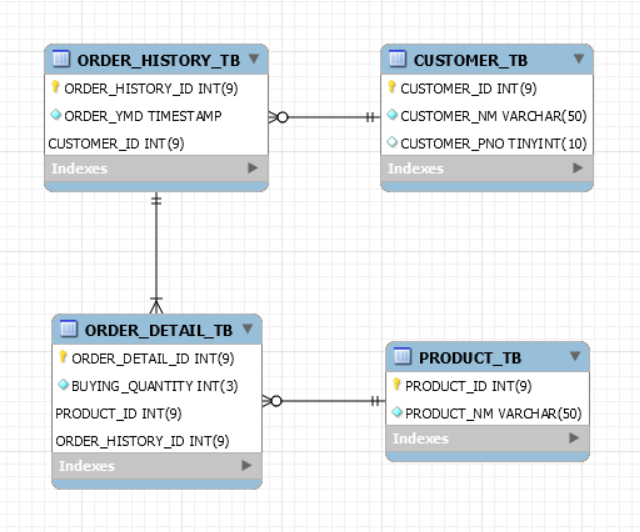 ORDER_HISTORY_TB
ORDER_HISTORY_ID INT(9)
ORDER_YMD TIMESTAMP
CUSTOMER_ID INT(9)
Indexes
CUSTOMER_TB
CUSTOMER_ID INT(9)
CUSTOMER_NM VARCHAR(50)
CUSTOMER_PNO TINYINT(10)
Indexes
ORDER_DETAIL_TB
ORDER_DETAIL_ID INT(9)
BUYING_QUANTITY INT(3)
PRODUCT_ID INT(9)
ORDER_HISTORY_ID INT(9)
Indexes
PRODUCT_TB
PRODUCT_ID INT(9)
PRODUCT_NM VARCHAR(50)
Indexes